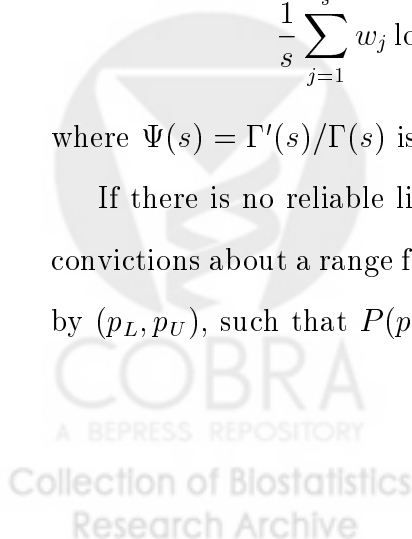 1/s ∑ s j=1 w_j lo
where Ψ(s) = Γ′(s)/Γ(s) is
If there is no reliable li
convictions about a range f
by (p_L, p_U), such that P(p
COBRA
A BEPRESS REPOSITORY
Collection of Biostatistics
Research Archive